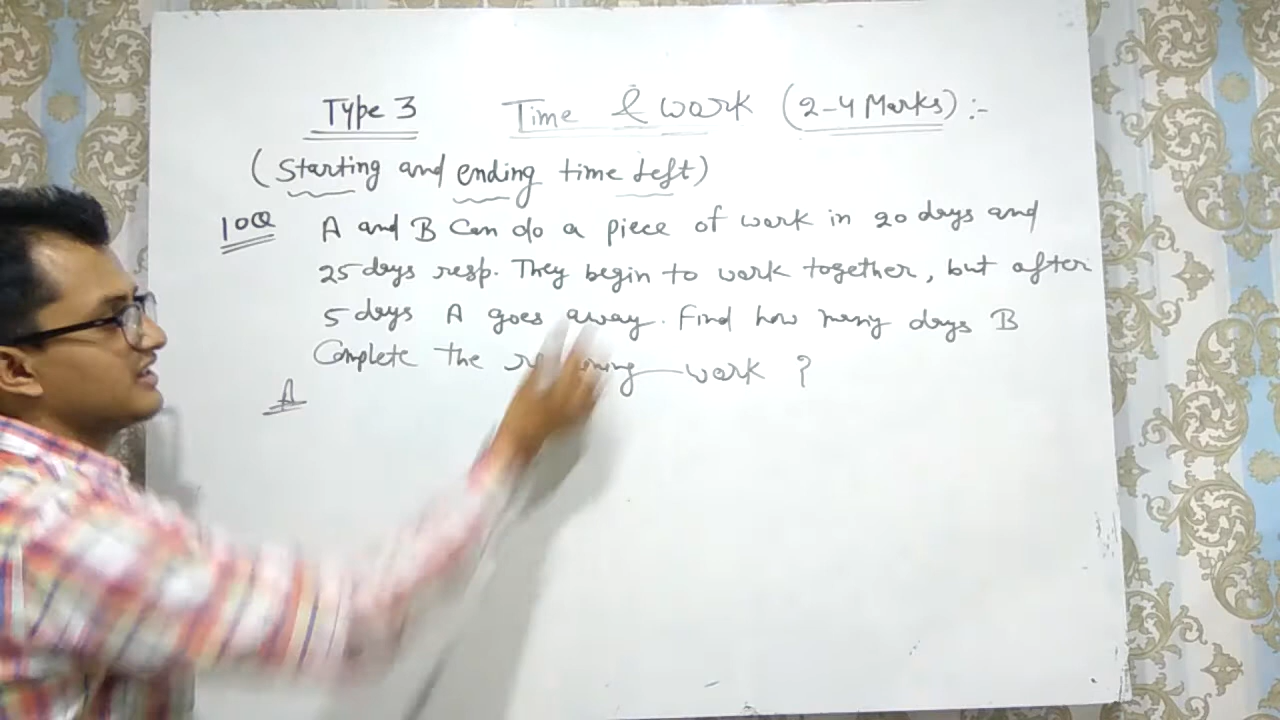 Type 3 Time & work (2-4 Marks) :-
(Starting and ending time Left)
10Q A and B Can do a piece of work in 20 days and
25 days resp. They begin to work together, but after
5 days A goes away. Find how many days B
Complete the work ?
A